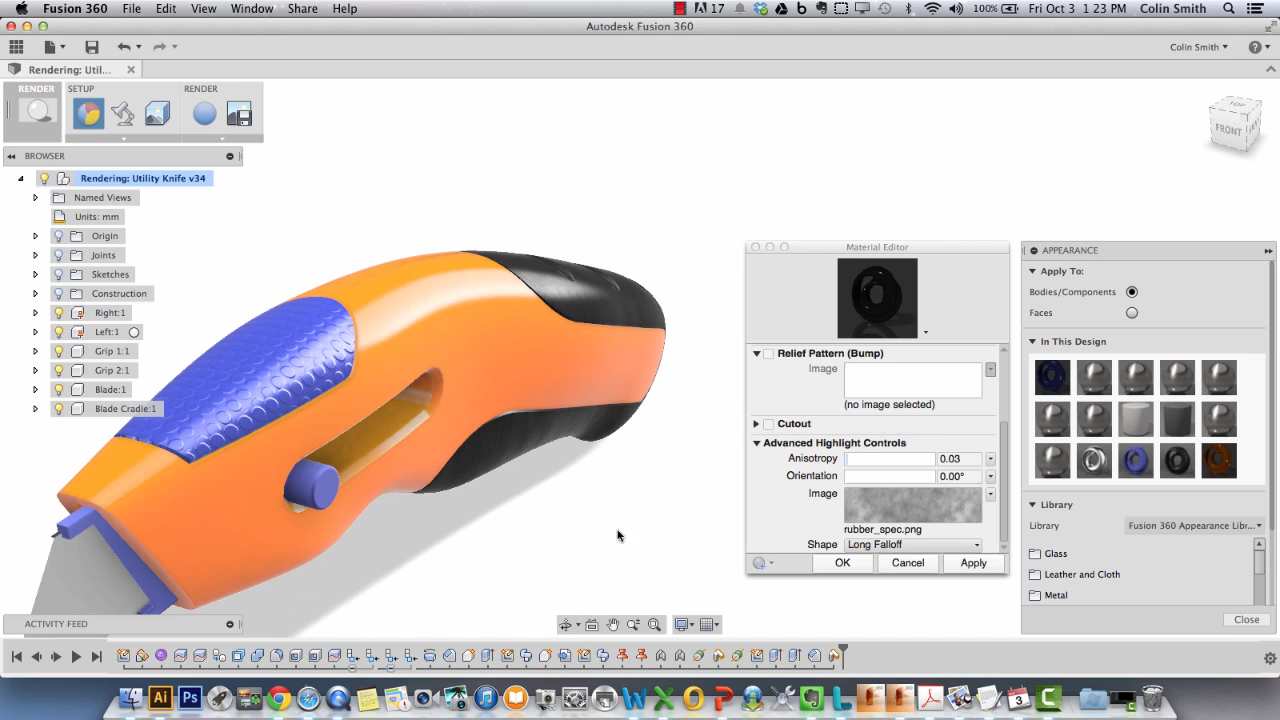 Fusion 360 File Edit View Window Share Help
17 100% Fri Oct 3 1:23 PM Colin Smith
Autodesk Fusion 360
Colin Smith
Rendering: Util...
RENDER SETUP RENDER
TOP
FRONT
BROWSER
Rendering: Utility Knife v34
Named Views
Units: mm
Origin
Joints
Sketches
Construction
Right:1
Left:1
Grip 1:1
Grip 2:1
Blade:1
Blade Cradle:1
Material Editor
Relief Pattern (Bump)
Image
(no image selected)
Cutout
Advanced Highlight Controls
Anisotropy 0.03
Orientation 0.00°
Image
rubber_spec.png
Shape Long Falloff
OK Cancel Apply
APPEARANCE
Apply To:
Bodies/Components
Faces
In This Design
Library
Library Fusion 360 Appearance Libr...
Glass
Leather and Cloth
Metal
Close
ACTIVITY FEED
Ai Ps
3